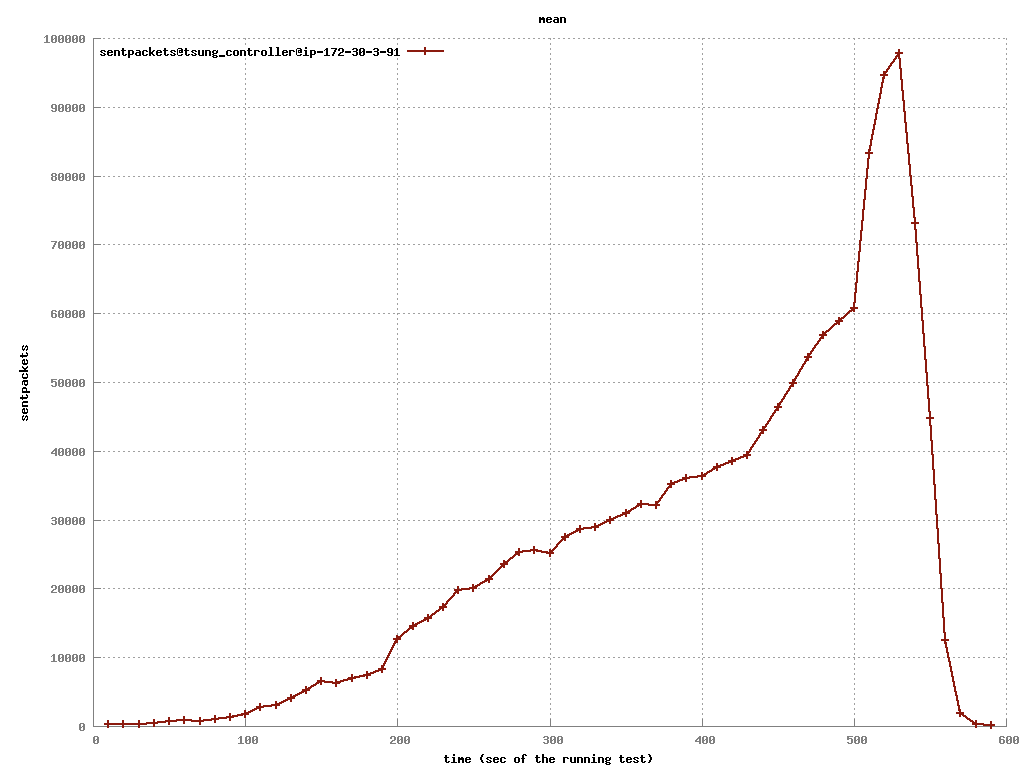 mean
100000
sentpackets@tsung_controller@ip-172-30-3-91
90000
80000
70000
60000
50000
40000
30000
20000
10000
0
sentpackets
0 100 200 300 400 500 600
time (sec of the running test)